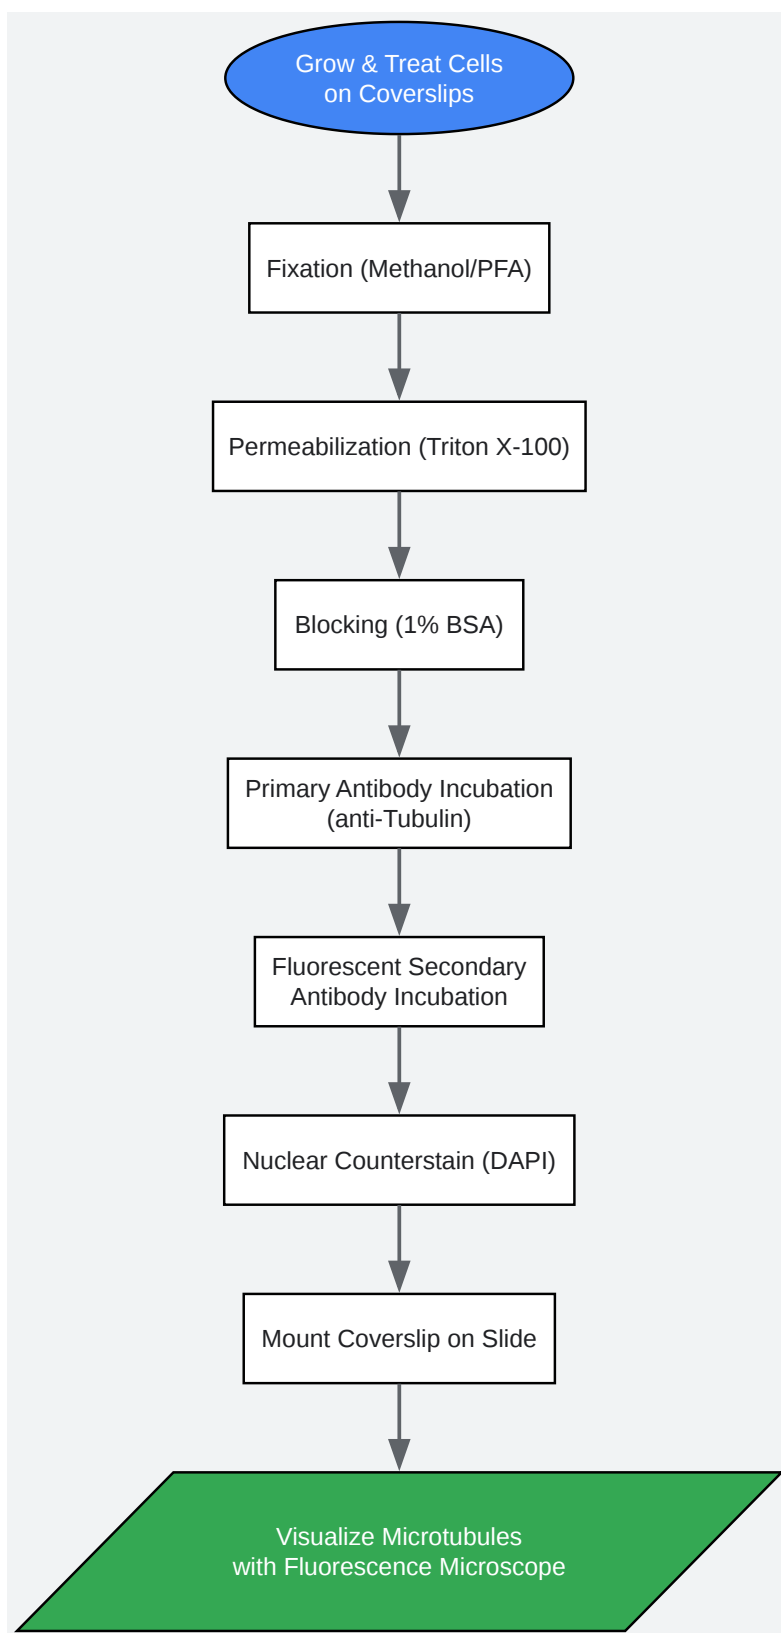 Grow & Treat Cells
on Coverslips
Fixation (Methanol/PFA)
Permeabilization (Triton X-100)
Blocking (1% BSA)
Primary Antibody Incubation
(anti-Tubulin)
Fluorescent Secondary
Antibody Incubation
Nuclear Counterstain (DAPI)
Mount Coverslip on Slide
Visualize Microtubules
with Fluorescence Microscope